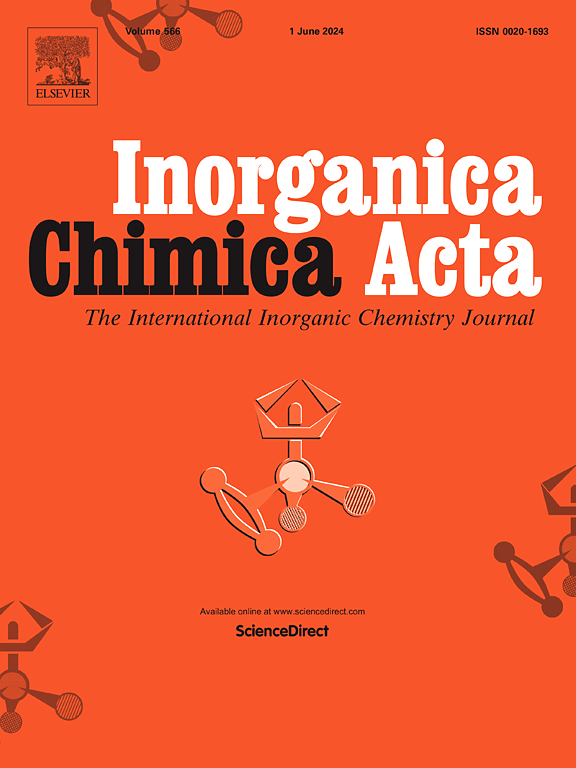 Volume 566
1 June 2024
ISSN 0020-1693
ELSEVIER
Inorganica
Chimica Acta
The International Inorganic Chemistry Journal
Available online at www.sciencedirect.com
ScienceDirect